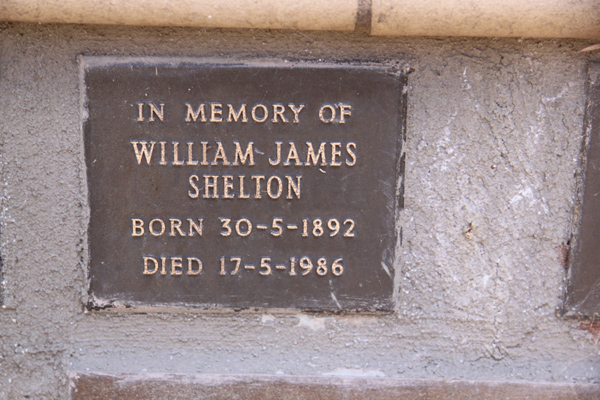 IN MEMORY OF
WILLIAM JAMES
SHELTON
BORN 30-5-1892
DIED 17-5-1986